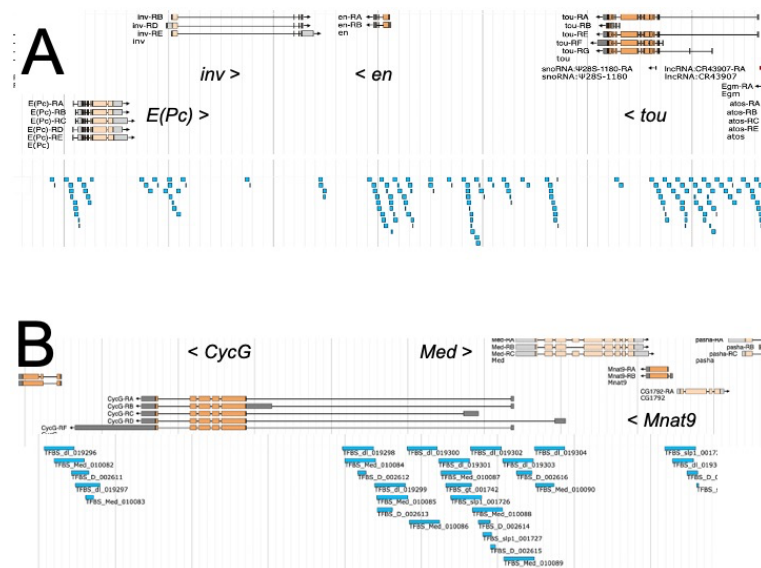 A
inv-RB
inv-RD
inv-RE
inv
inv >
en-RA
en-RB
en
< en
tou-RA
tou-RB
tou-RE
tou-RF
tou-RG
tou
snoRNA:Ψ28S-1180-RA
snoRNA:Ψ28S-1180
lncRNA:CR43907-RA
lncRNA:CR43907
Egm-RA
Egm
atos-RA
atos-RB
atos-RC
atos-RE
atos
< tou
E(Pc)-RA
E(Pc)-RB
E(Pc)-RC
E(Pc)-RD
E(Pc)-RE
E(Pc)
E(Pc) >
B
< CycG
Med >
Med-RA
Med-RB
Med-RC
Med
pasha-RA
pasha-RB
pasha-RC
pasha
Mnat9-RA
Mnat9-RB
Mnat9
CG1792-RA
CG1792
< Mnat9
CycG-RA
CycG-RB
CycG-RC
CycG-RD
CycG-RF
TFBS_dl_019296
TFBS_Med_010082
TFBS_D_002611
TFBS_dl_019297
TFBS_Med_010083
TFBS_dl_019298
TFBS_Med_010084
TFBS_D_002612
TFBS_dl_019299
TFBS_Med_010085
TFBS_D_002613
TFBS_Med_010086
TFBS_dl_019300
TFBS_dl_019301
TFBS_Med_010087
TFBS_gt_001742
TFBS_slp1_001726
TFBS_Med_010088
TFBS_D_002614
TFBS_slp1_001727
TFBS_D_002615
TFBS_Med_010089
TFBS_dl_019302
TFBS_dl_019303
TFBS_D_002616
TFBS_Med_010090
TFBS_dl_019304
TFBS_slp1_00172
TFBS_dl_0193
TFBS_D_0
TFBS_s